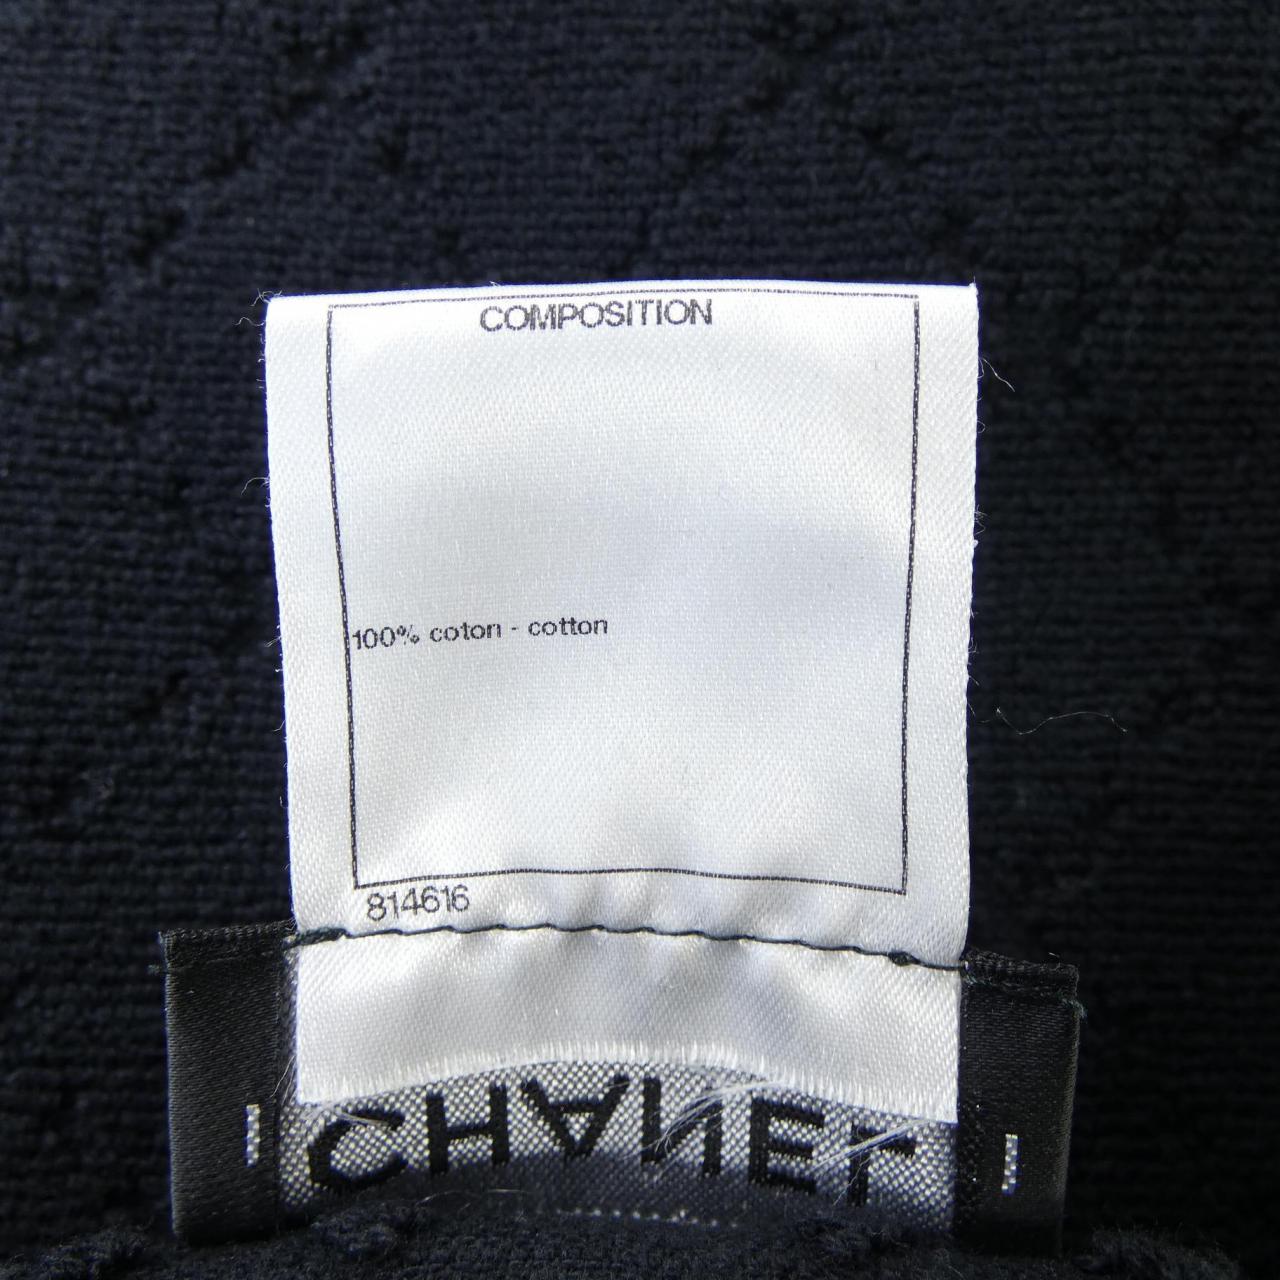 COMPOSITION
100% coton - cotton
814616
CHANEL